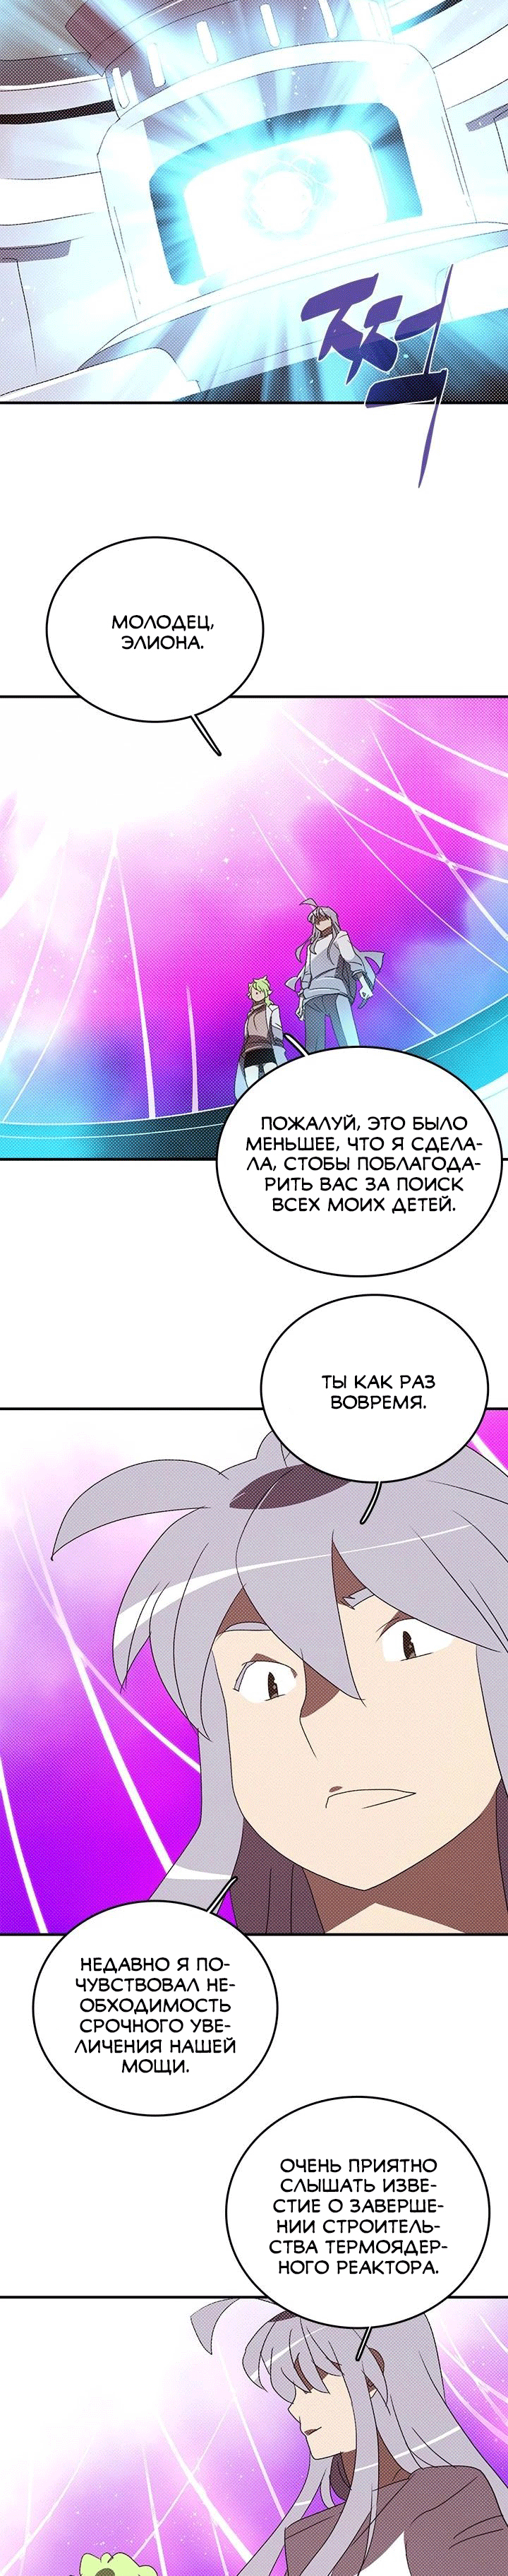 МОЛОДЕЦ,
ЭЛИОНА.
ПОЖАЛУЙ, ЭТО БЫЛО
МЕНЬШЕЕ, ЧТО Я СДЕЛА-
ЛА, СТОБЫ ПОБЛАГОДА-
РИТЬ ВАС ЗА ПОИСК
ВСЕХ МОИХ ДЕТЕЙ.
ТЫ КАК РАЗ
ВОВРЕМЯ.
НЕДАВНО Я ПО-
ЧУВСТВОВАЛ НЕ-
ОБХОДИМОСТЬ
СРОЧНОГО УВЕ-
ЛИЧЕНИЯ НАШЕЙ
МОЩИ.
ОЧЕНЬ ПРИЯТНО
СЛЫШАТЬ ИЗВЕ-
СТИЕ О ЗАВЕРШЕ-
НИИ СТРОИТЕЛЬ-
СТВА ТЕРМОЯДЕР-
НОГО РЕАКТОРА.